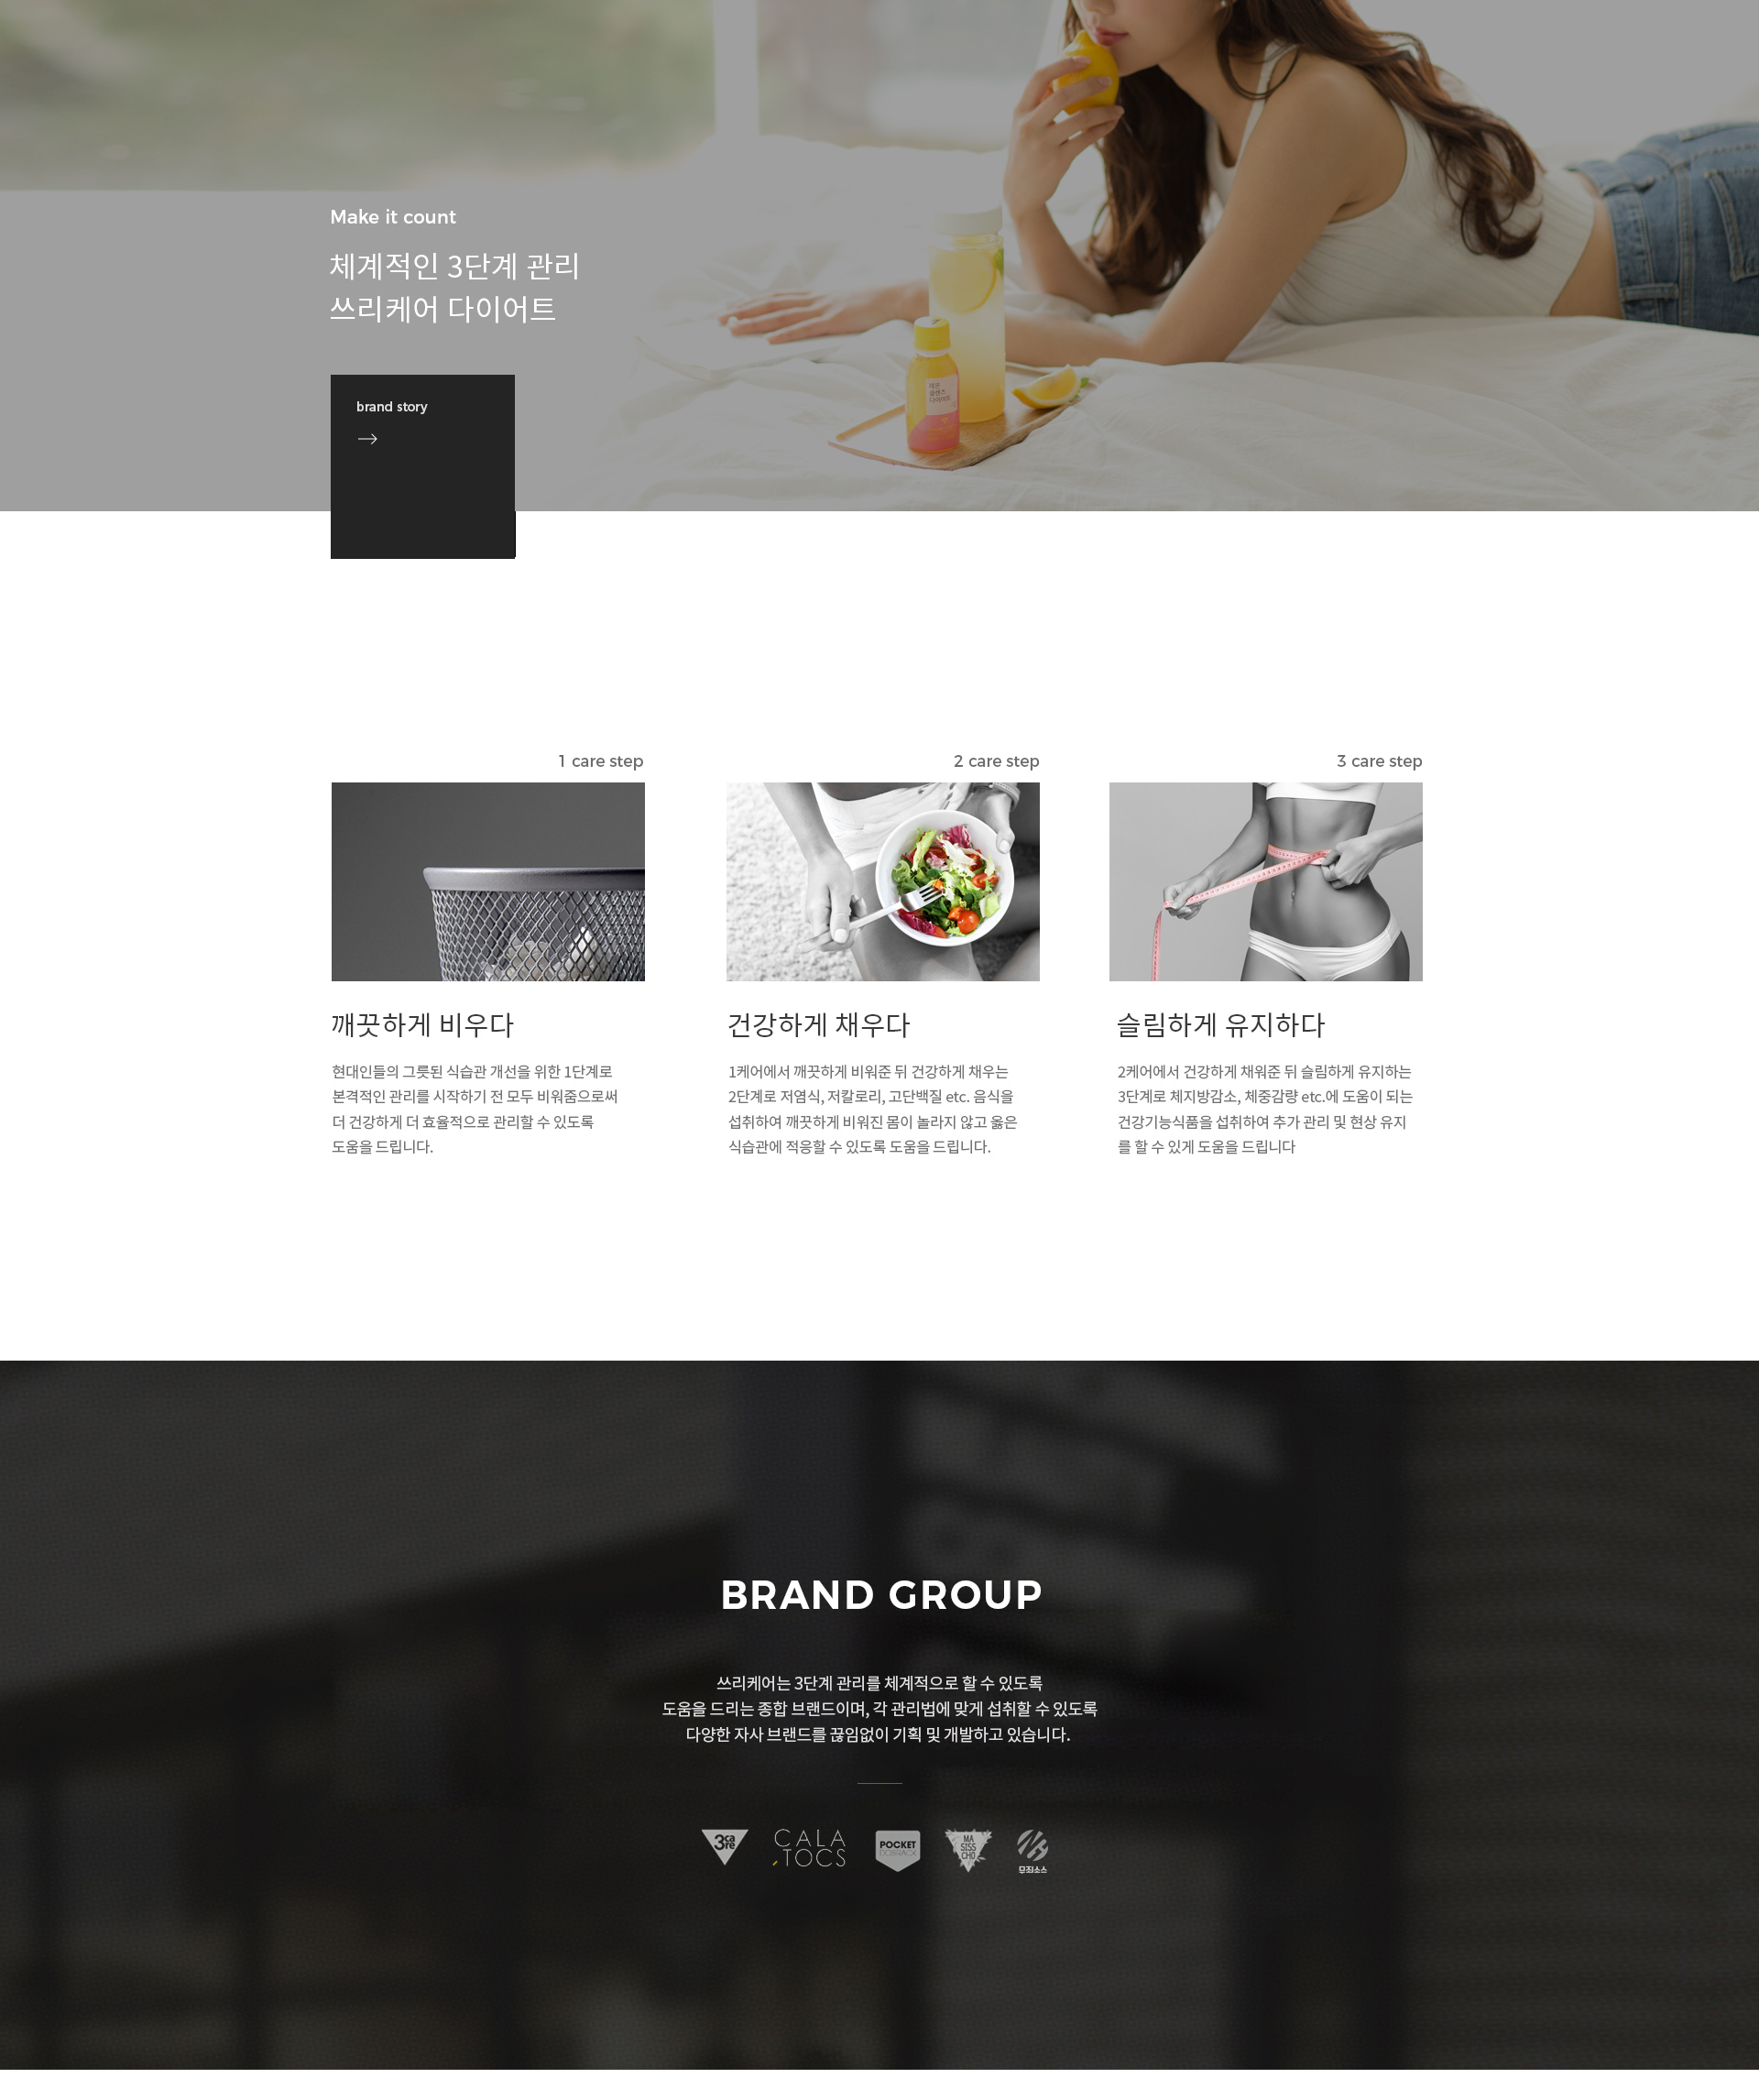 Make it count
체계적인 3단계 관리
쓰리케어 다이어트
brand story
레몬
클렌즈
다이어트
1 care step
깨끗하게 비우다
현대인들의 그릇된 식습관 개선을 위한 1단계로
본격적인 관리를 시작하기 전 모두 비워줌으로써
더 건강하게 더 효율적으로 관리할 수 있도록
도움을 드립니다.
2 care step
건강하게 채우다
1케어에서 깨끗하게 비워준 뒤 건강하게 채우는
2단계로 저염식, 저칼로리, 고단백질 etc. 음식을
섭취하여 깨끗하게 비워진 몸이 놀라지 않고 옳은
식습관에 적응할 수 있도록 도움을 드립니다.
3 care step
슬림하게 유지하다
2케어에서 건강하게 채워준 뒤 슬림하게 유지하는
3단계로 체지방감소, 체중감량 etc.에 도움이 되는
건강기능식품을 섭취하여 추가 관리 및 현상 유지
를 할 수 있게 도움을 드립니다
BRAND GROUP
쓰리케어는 3단계 관리를 체계적으로 할 수 있도록
도움을 드리는 종합 브랜드이며, 각 관리법에 맞게 섭취할 수 있도록
다양한 자사 브랜드를 끊임없이 기획 및 개발하고 있습니다.
3care
CALA
TOCS
POCKET
DOSIRACK
MA
SISS
CHO
무죄소스